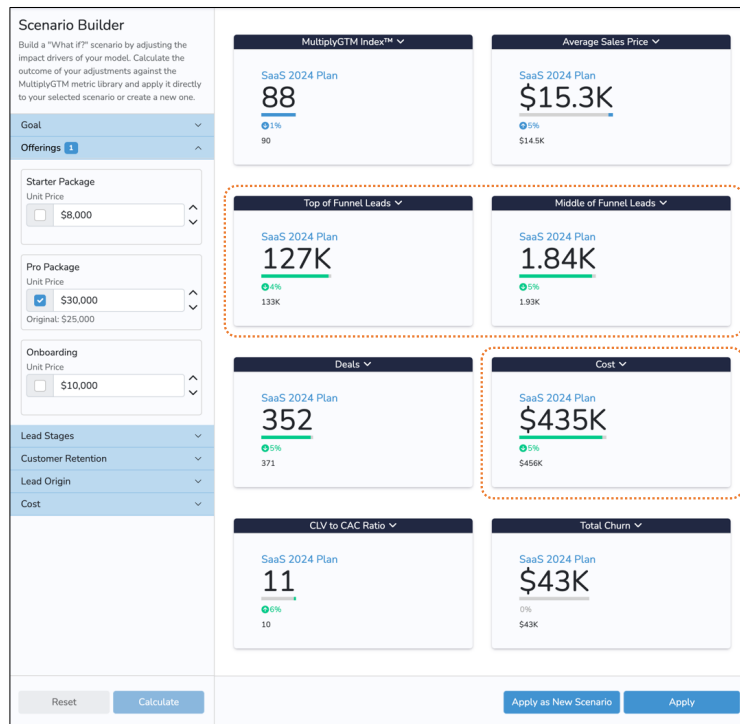 Scenario Builder
Build a "What if?" scenario by adjusting the
impact drivers of your model. Calculate the
outcome of your adjustments against the
MultiplyGTM metric library and apply it directly
to your selected scenario or create a new one.
Goal
Offerings 1
Starter Package
Unit Price
$8,000
Pro Package
Unit Price
$30,000
Original: $25,000
Onboarding
Unit Price
$10,000
Lead Stages
Customer Retention
Lead Origin
Cost
Reset
Calculate
MultiplyGTM Index™
SaaS 2024 Plan
88
1%
90
Average Sales Price
SaaS 2024 Plan
$15.3K
5%
$14.5K
Top of Funnel Leads
SaaS 2024 Plan
127K
4%
133K
Middle of Funnel Leads
SaaS 2024 Plan
1.84K
5%
1.93K
Deals
SaaS 2024 Plan
352
5%
371
Cost
SaaS 2024 Plan
$435K
5%
$456K
CLV to CAC Ratio
SaaS 2024 Plan
11
6%
10
Total Churn
SaaS 2024 Plan
$43K
0%
$43K
Apply as New Scenario
Apply